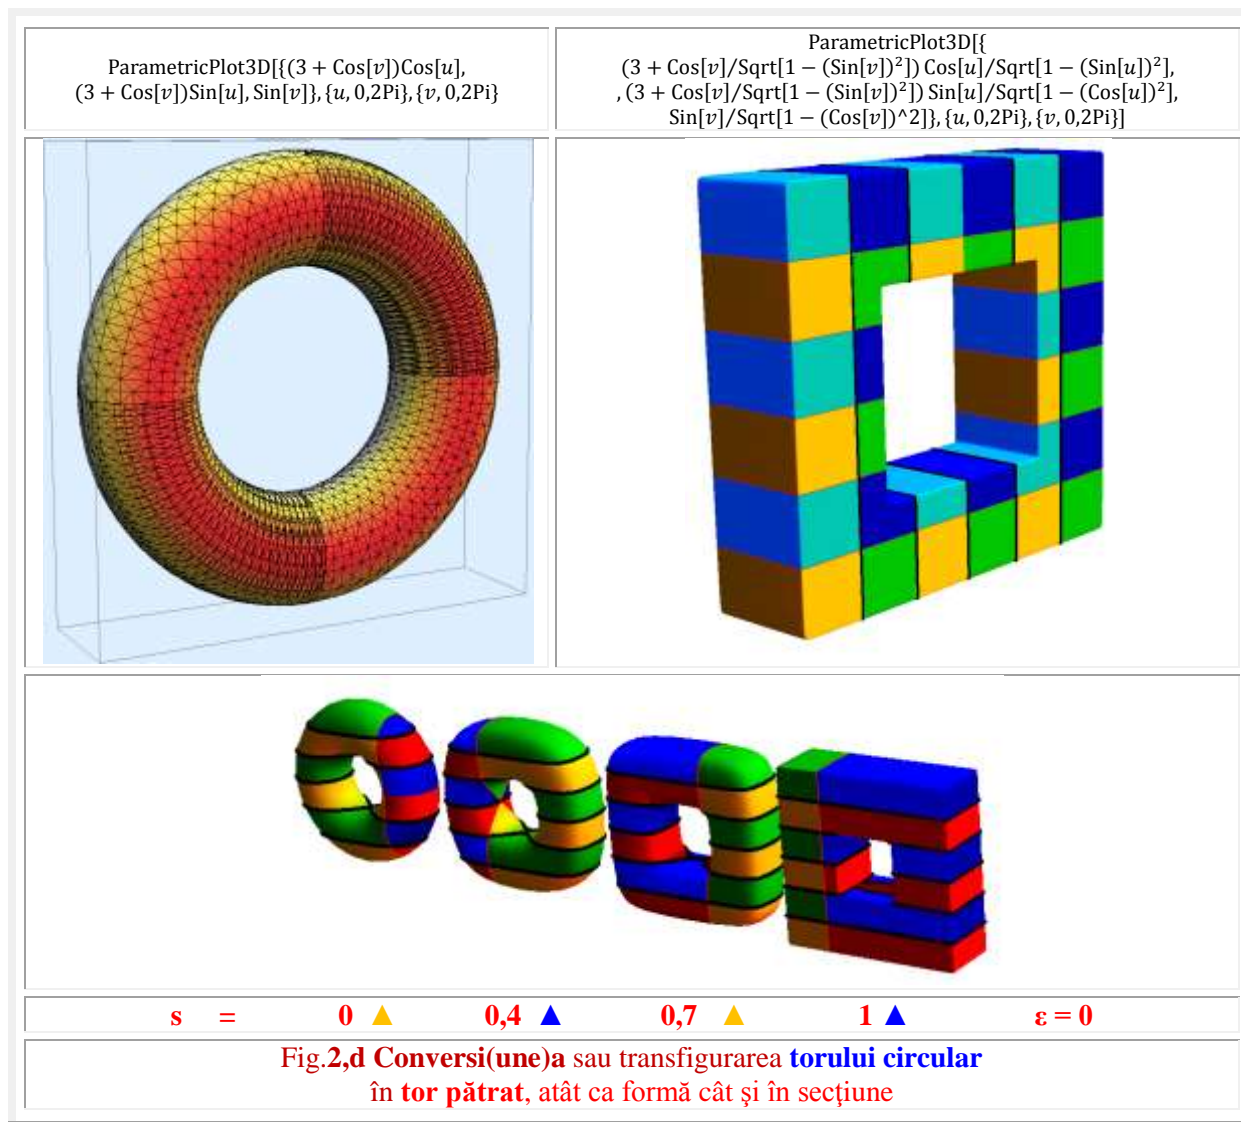 ParametricPlot3D[{(3 + Cos[v])Cos[u],
(3 + Cos[v])Sin[u], Sin[v]}, {u, 0,2Pi}, {v, 0,2Pi}
ParametricPlot3D[{
(3 + Cos[v]/Sqrt[1 − (Sin[v])²]) Cos[u]/Sqrt[1 − (Sin[u])²],
, (3 + Cos[v]/Sqrt[1 − (Sin[v])²]) Sin[u]/Sqrt[1 − (Cos[u])²],
Sin[v]/Sqrt[1 − (Cos[v])^2]}, {u, 0,2Pi}, {v, 0,2Pi}]
s = 0 ▲ 0,4 ▲ 0,7 ▲ 1 ▲ ε = 0
Fig.2,d Conversi(une)a sau transfigurarea torului circular
în tor pătrat, atât ca formă cât şi în secţiune